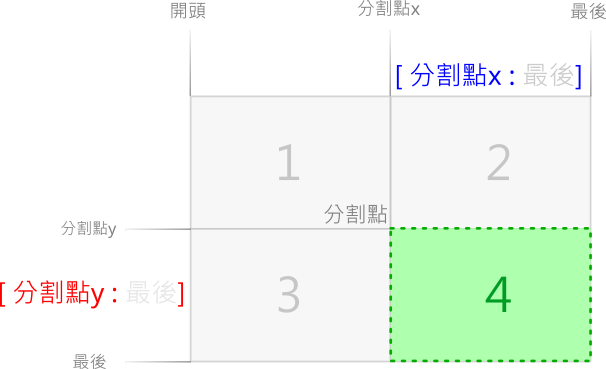 開頭 分割點x 最後
[ 分割點x : 最後]
1 2
分割點
分割點y
[ 分割點y : 最後]
3 4
最後